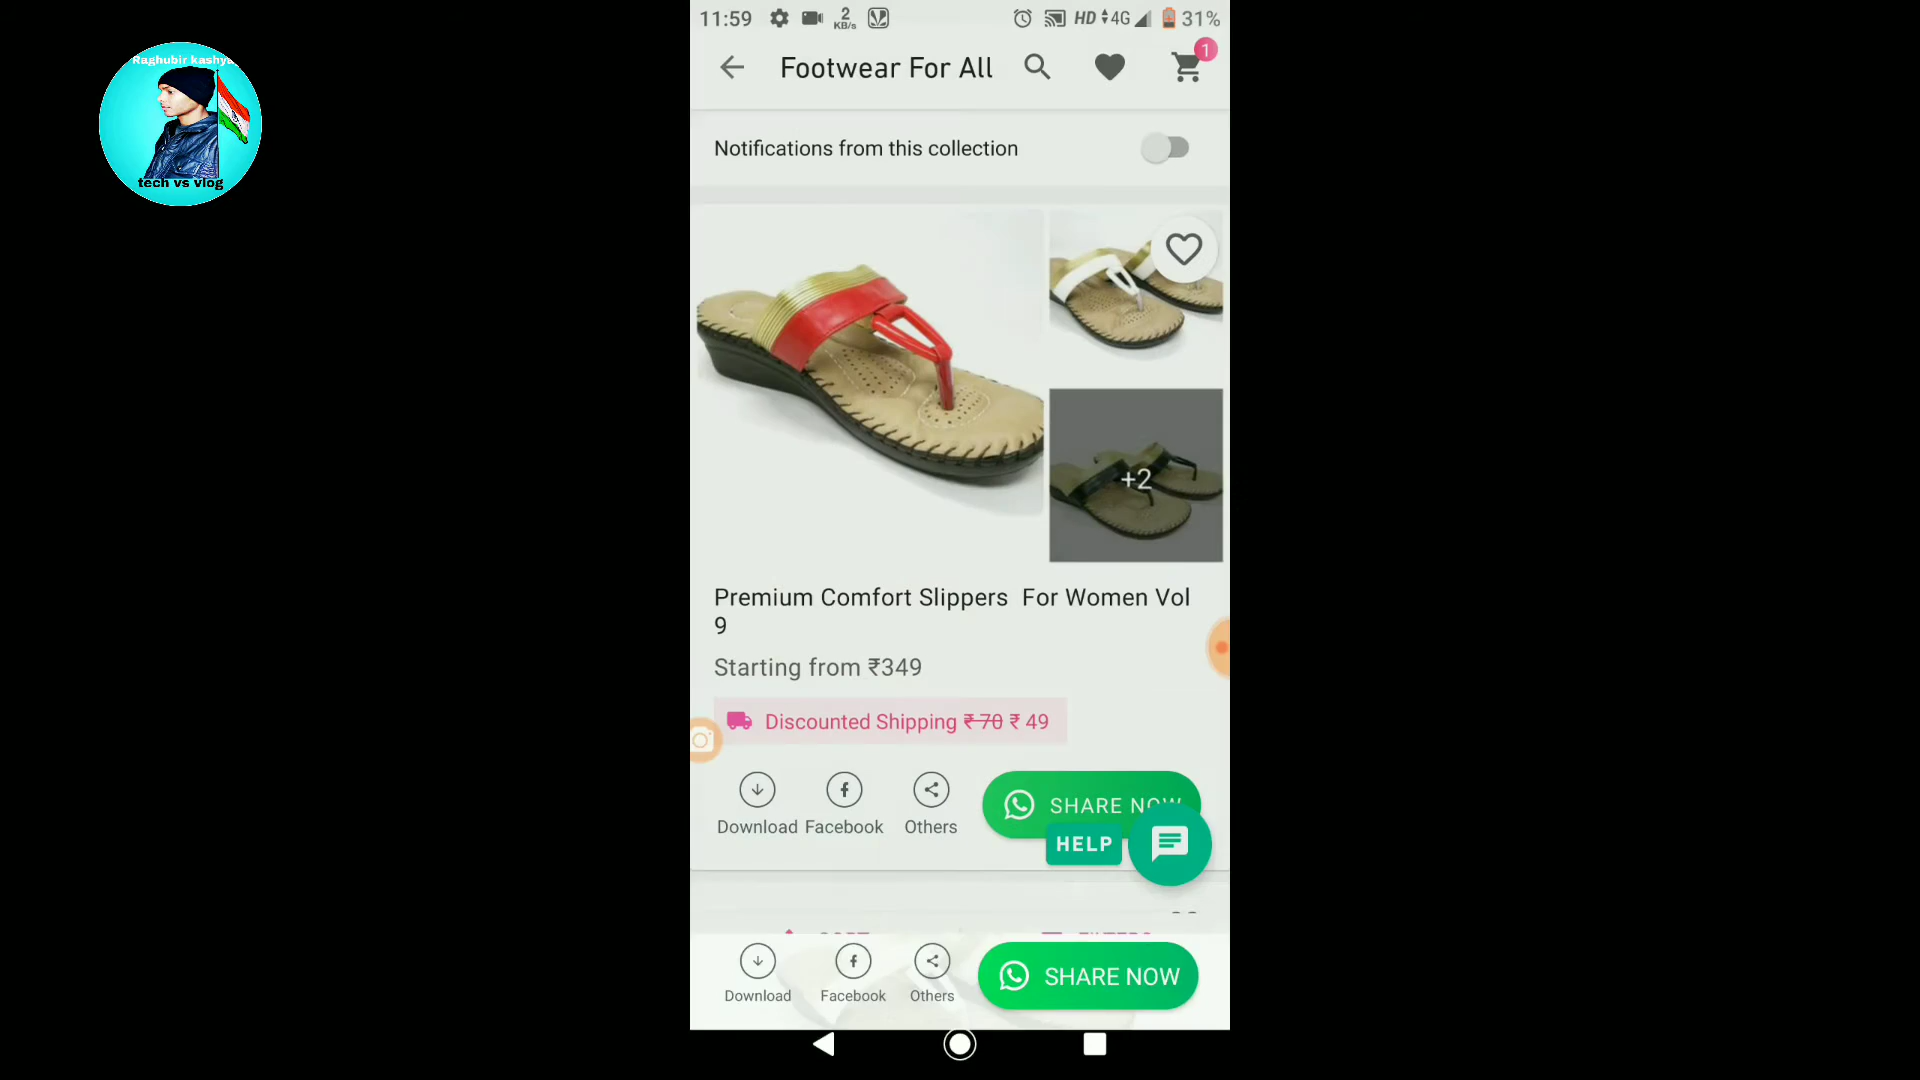 Raghubir kashya
tech vs vlog
11:59 2 KB/s HD 4G 31%
Footwear For All 1
Notifications from this collection
+2
Premium Comfort Slippers For Women Vol
9
Starting from ₹349
Discounted Shipping ₹ 70 ₹ 49
Download Facebook Others SHARE NOW
HELP
Download Facebook Others SHARE NOW